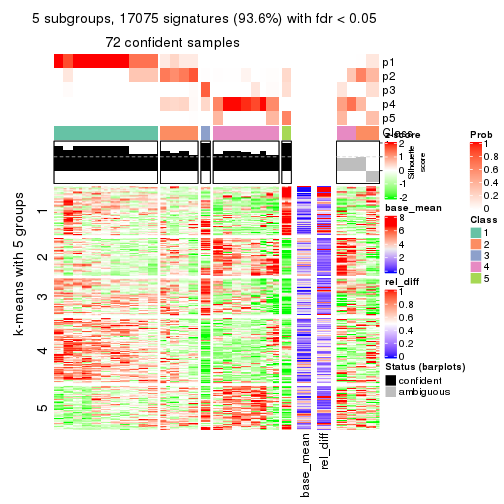 5 subgroups, 17075 signatures (93.6%) with fdr < 0.05
72 confident samples
p1
p2
p3
p4
p5
Class
Silhouette
score
k-means with 5 groups
1
2
3
4
5
base_mean
rel_diff
z-score
2
1
0
-1
-2
base_mean
8
6
4
2
0
rel_diff
1
0.8
0.6
0.4
0.2
0
Status (barplots)
confident
ambiguous
Prob
1
0.8
0.6
0.4
0.2
0
Class
1
2
3
4
5